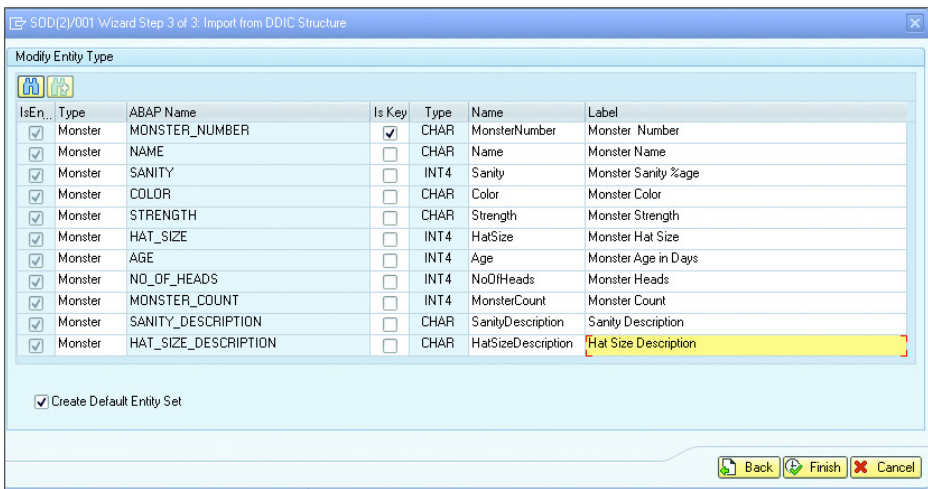 SOD(2)/001 Wizard Step 3 of 3: Import from DDIC Structure
Modify Entity Type
IsEn... Type ABAP Name Is Key Type Name Label
Monster MONSTER_NUMBER CHAR MonsterNumber Monster Number
Monster NAME CHAR Name Monster Name
Monster SANITY INT4 Sanity Monster Sanity %age
Monster COLOR CHAR Color Monster Color
Monster STRENGTH CHAR Strength Monster Strength
Monster HAT_SIZE INT4 HatSize Monster Hat Size
Monster AGE INT4 Age Monster Age in Days
Monster NO_OF_HEADS INT4 NoOfHeads Monster Heads
Monster MONSTER_COUNT INT4 MonsterCount Monster Count
Monster SANITY_DESCRIPTION CHAR SanityDescription Sanity Description
Monster HAT_SIZE_DESCRIPTION CHAR HatSizeDescription Hat Size Description
Create Default Entity Set
Back Finish Cancel